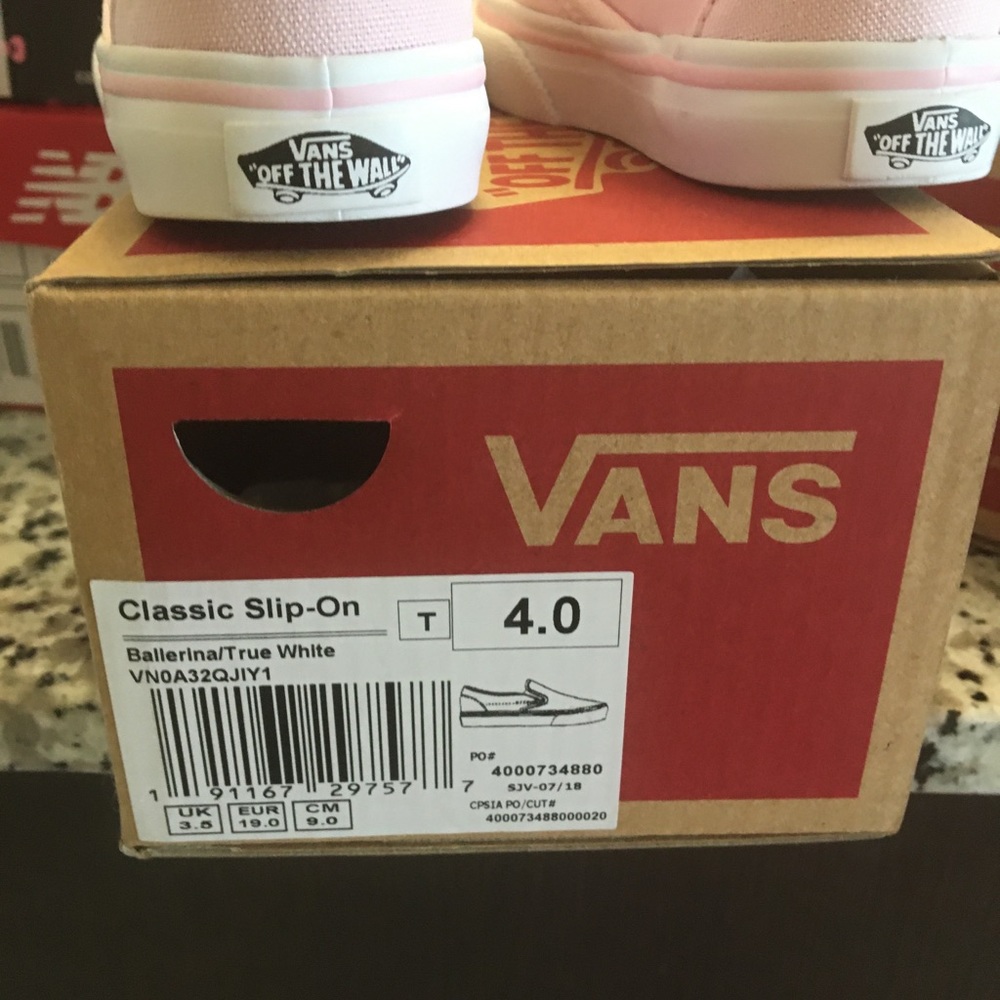 VANS
"OFF THE WALL"
VANS
"OFF THE WALL"
"OFF T
VANS
Classic Slip-On
T
4.0
Ballerina/True White
VN0A32QJIY1
1 91167 29757 7
PO#
4000734880
SJV-07/18
CPSIA PO/CUT#
400073488000020
UK
3.5
EUR
19.0
CM
9.0